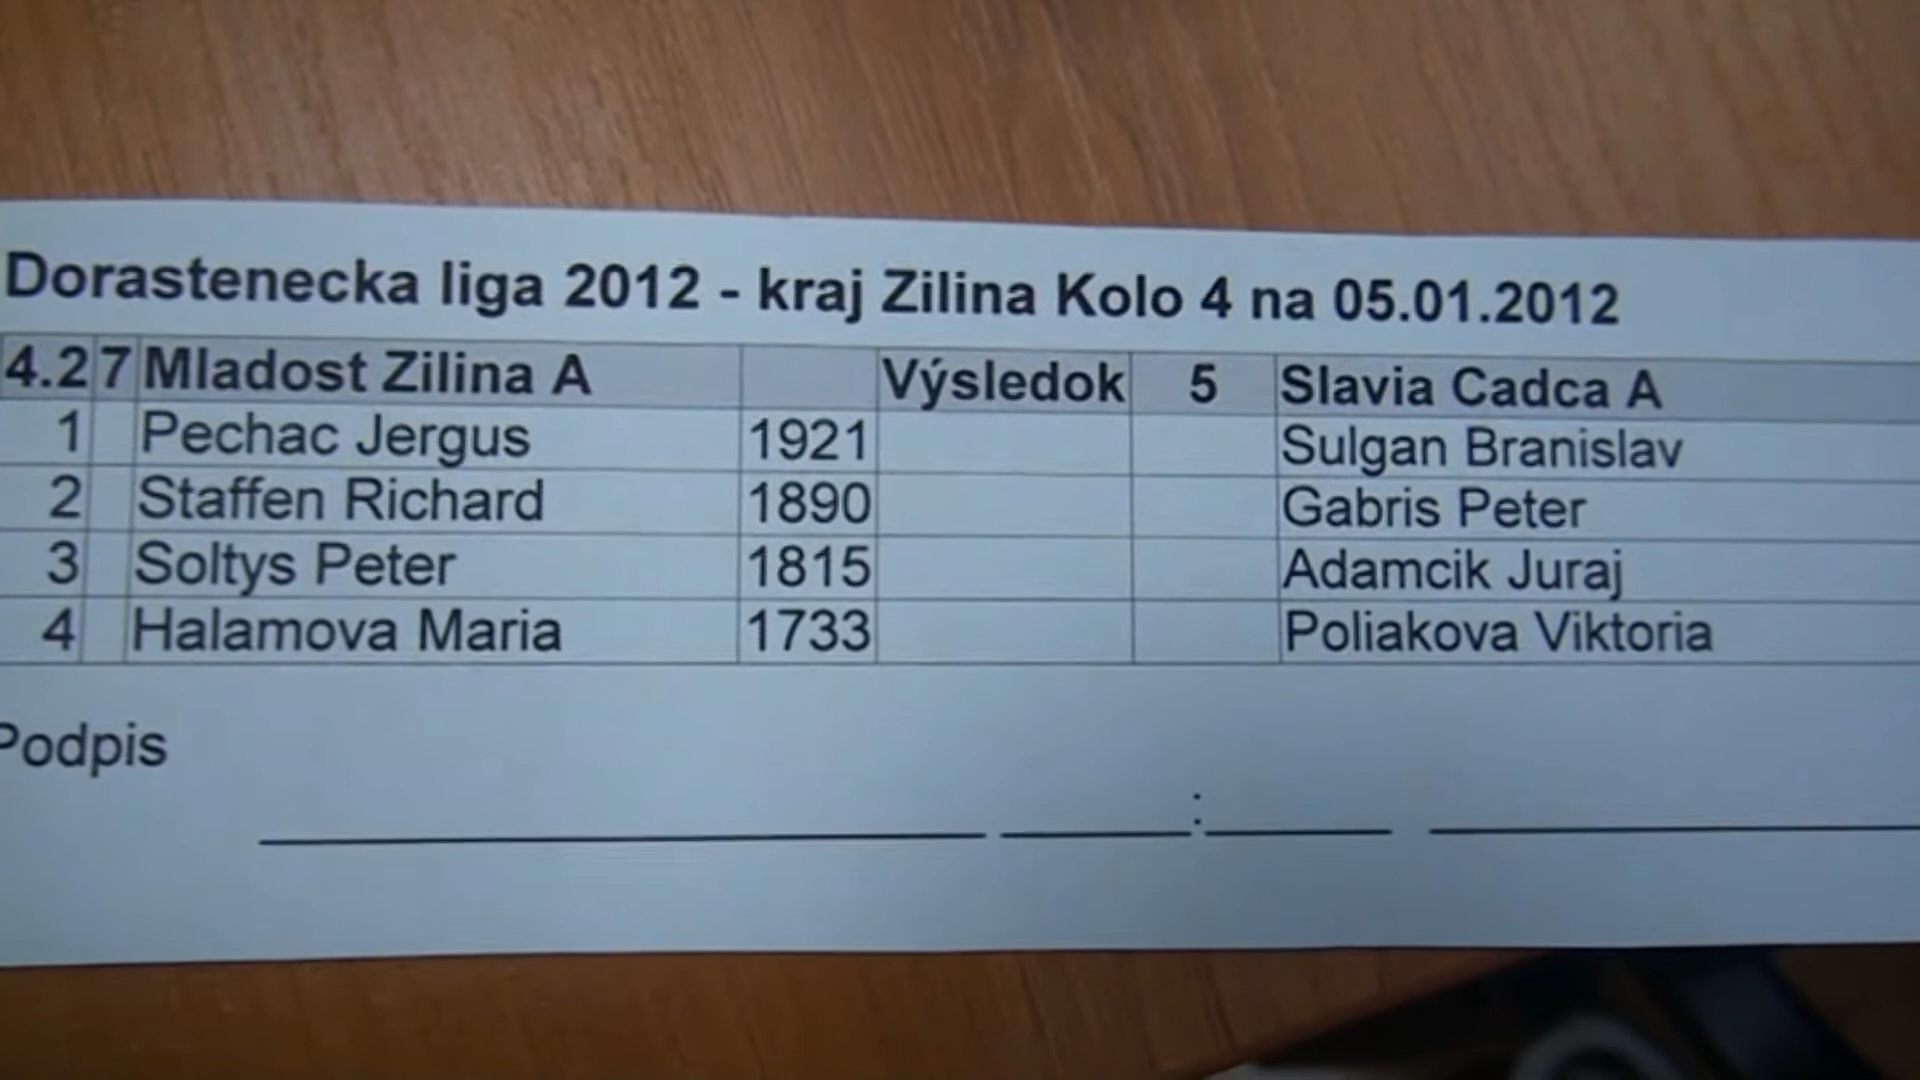 Dorastenecka liga 2012 - kraj Zilina Kolo 4 na 05.01.2012
4.2 7 Mladost Zilina A Výsledok 5 Slavia Cadca A
1 Pechac Jergus 1921 Sulgan Branislav
2 Staffen Richard 1890 Gabris Peter
3 Soltys Peter 1815 Adamcik Juraj
4 Halamova Maria 1733 Poliakova Viktoria
Podpis
: